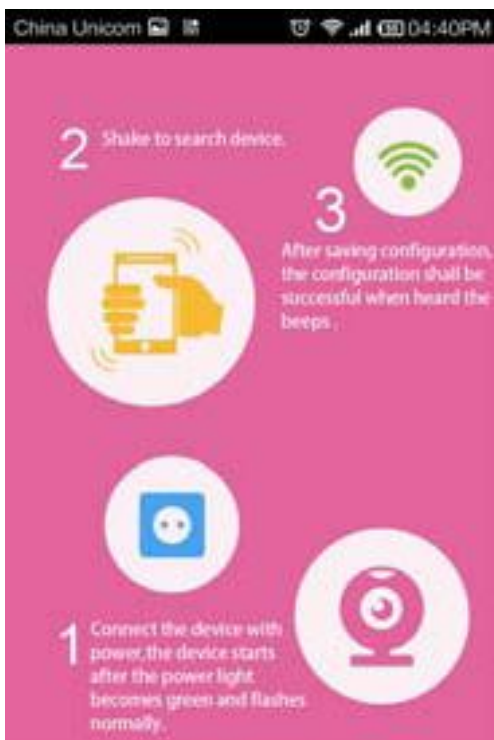 China Unicom 04:40PM
2 Shake to search device.
3
After saving configuration,
the configuration shall be
successful when heard the
beeps .
1 Connect the device with
power,the device starts
after the power light
becomes green and flashes
normally.